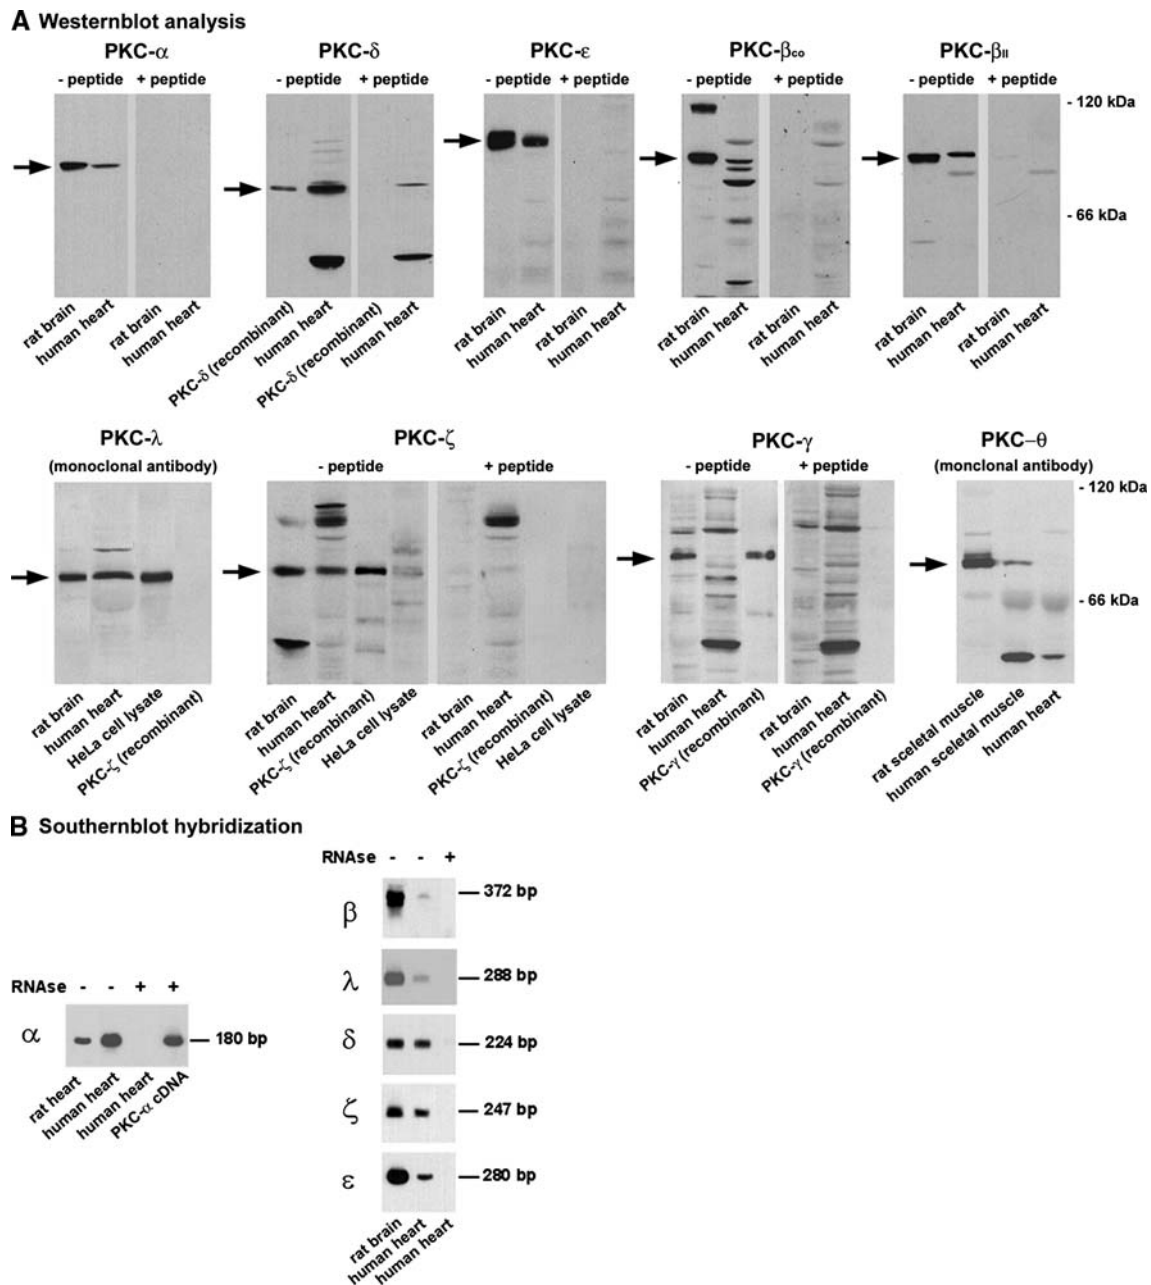 A Westernblot analysis
PKC-α
PKC-δ
PKC-ε
PKC-βco
PKC-βII
- peptide + peptide
- peptide + peptide
- peptide + peptide
- peptide + peptide
- peptide + peptide
- 120 kDa
- 66 kDa
rat brain
human heart
rat brain
human heart
PKC-δ (recombinant)
human heart
PKC-δ (recombinant)
human heart
rat brain
human heart
rat brain
human heart
rat brain
human heart
rat brain
human heart
rat brain
human heart
rat brain
human heart
PKC-λ
(monoclonal antibody)
PKC-ζ
- peptide + peptide
PKC-γ
- peptide + peptide
PKC-θ
(monclonal antibody)
- 120 kDa
- 66 kDa
rat brain
human heart
HeLa cell lysate
PKC-ζ (recombinant)
rat brain
human heart
PKC-ζ (recombinant)
HeLa cell lysate
rat brain
human heart
PKC-ζ (recombinant)
HeLa cell lysate
rat brain
human heart
PKC-γ (recombinant)
rat brain
human heart
PKC-γ (recombinant)
rat sceletal muscle
human sceletal muscle
human heart
B Southernblot hybridization
RNAse - - + +
α
180 bp
rat heart
human heart
human heart
PKC-α cDNA
RNAse - - +
β
372 bp
λ
288 bp
δ
224 bp
ζ
247 bp
ε
280 bp
rat brain
human heart
human heart